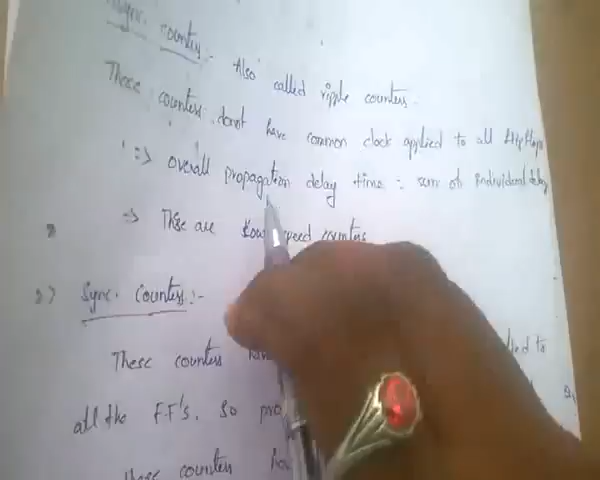 Async. counters :- Also called ripple counters.
These counters donot have common clock applied to all flipflops
=> overall propagation delay time = sum of individual delay
=> These are Low speed counters
2) Sync. Counters :-
These counters have
all the F.F's. So
these counters